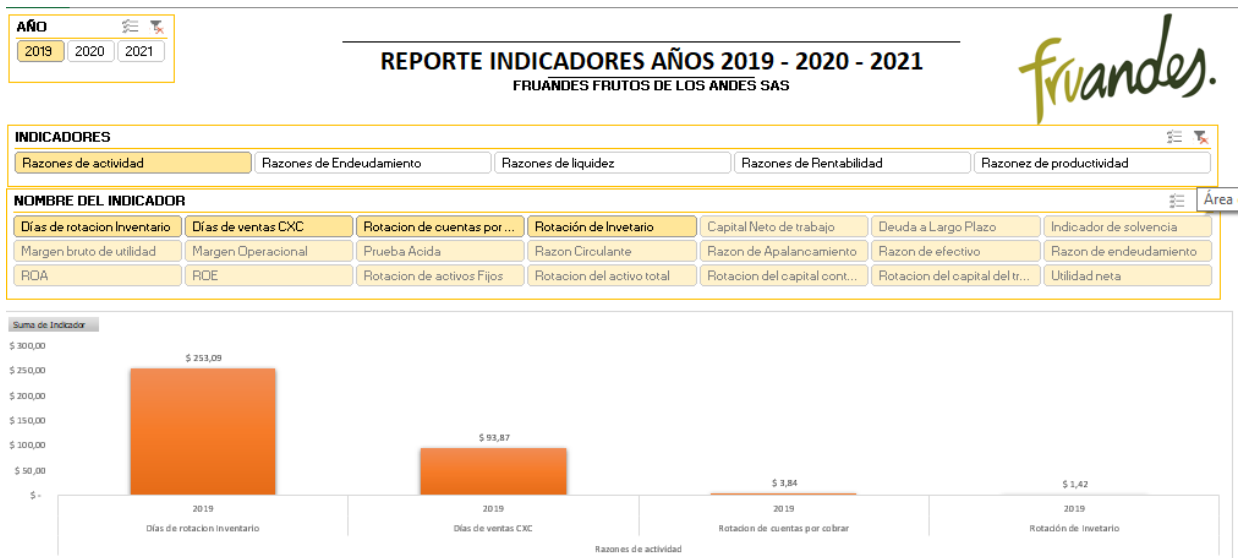 AÑO
2019 2020 2021
REPORTE INDICADORES AÑOS 2019 - 2020 - 2021
FRUANDES FRUTOS DE LOS ANDES SAS
fruandes.
INDICADORES
Razones de actividad Razones de Endeudamiento Razones de liquidez Razones de Rentabilidad Razonez de productividad
NOMBRE DEL INDICADOR
Área
Días de rotacion Inventario Días de ventas CXC Rotacion de cuentas por ... Rotación de Invetario Capital Neto de trabajo Deuda a Largo Plazo Indicador de solvencia
Margen bruto de utilidad Margen Operacional Prueba Acida Razon Circulante Razon de Apalancamiento Razon de efectivo Razon de endeudamiento
ROA ROE Rotacion de activos Fijos Rotacion del activo total Rotacion del capital cont... Rotacion del capital del tr... Utilidad neta
Suma de Indicador
$ 300,00
$ 250,00
$ 200,00
$ 150,00
$ 100,00
$ 50,00
$ -
$ 253,09
$ 93,87
$ 3,84
$ 1,42
2019 2019 2019 2019
Días de rotacion Inventario Días de ventas CXC Rotacion de cuentas por cobrar Rotación de Invetario
Razones de actividad